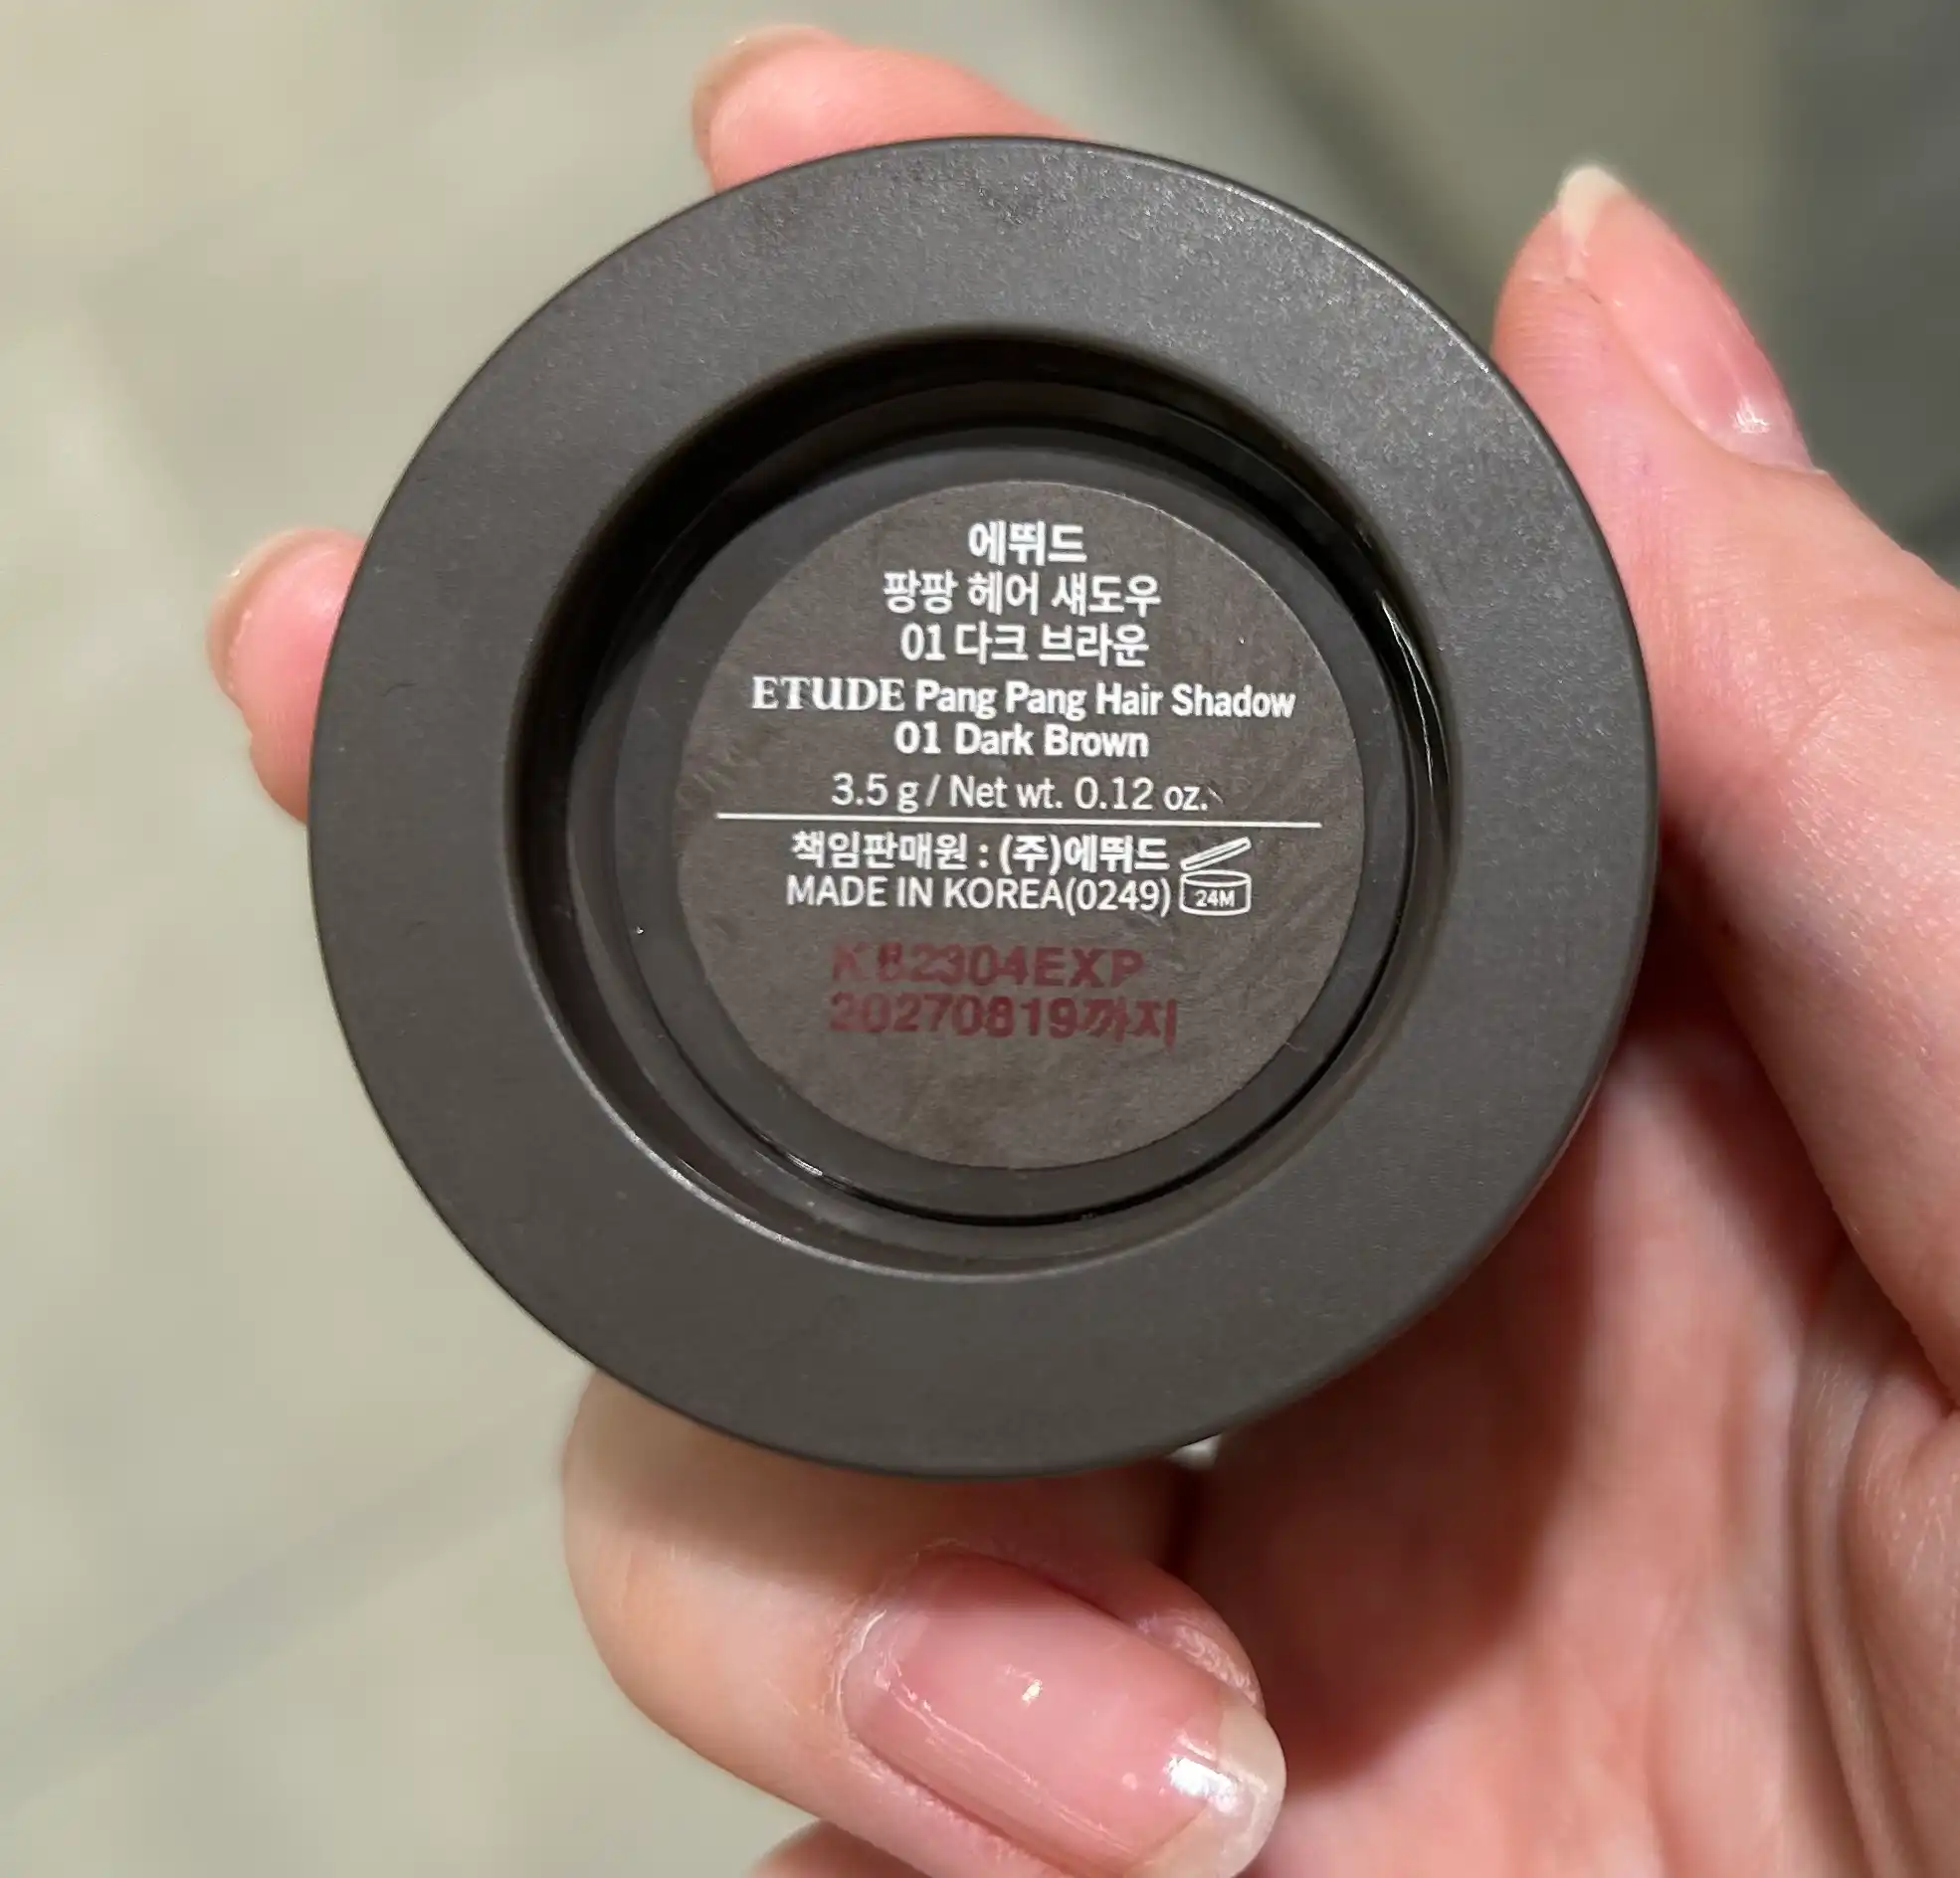 에뛰드
팡팡 헤어 섀도우
01 다크 브라운
ETUDE Pang Pang Hair Shadow
01 Dark Brown
3.5 g / Net wt. 0.12 oz.
책임판매원 : (주)에뛰드
MADE IN KOREA(0249) 24M
KB2304EXP
20270819까지